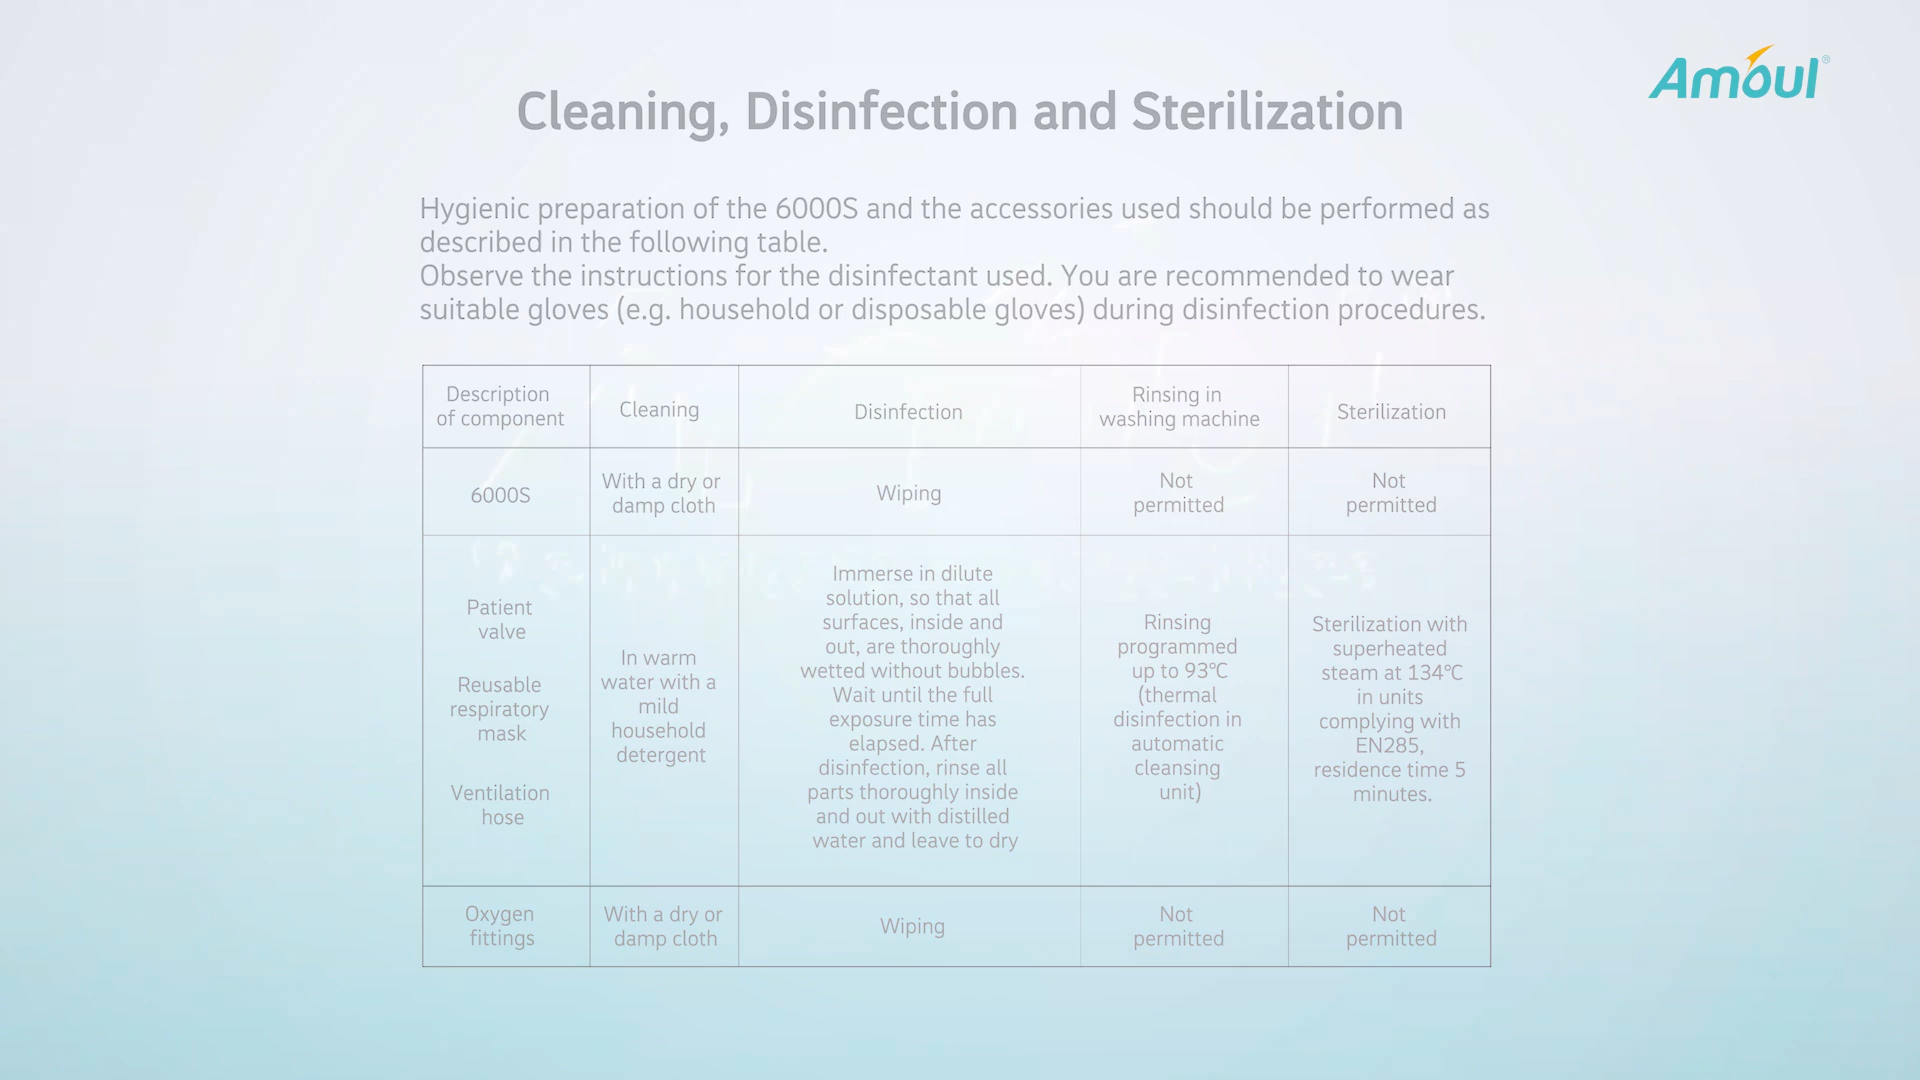 Amoul®
Cleaning, Disinfection and Sterilization
Hygienic preparation of the 6000S and the accessories used should be performed as
described in the following table.
Observe the instructions for the disinfectant used. You are recommended to wear
suitable gloves (e.g. household or disposable gloves) during disinfection procedures.
Description
of component
Cleaning
Disinfection
Rinsing in
washing machine
Sterilization
6000S
With a dry or
damp cloth
Wiping
Not
permitted
Not
permitted
Patient
valve
Reusable
respiratory
mask
Ventilation
hose
In warm
water with a
mild
household
detergent
Immerse in dilute
solution, so that all
surfaces, inside and
out, are thoroughly
wetted without bubbles.
Wait until the full
exposure time has
elapsed. After
disinfection, rinse all
parts thoroughly inside
and out with distilled
water and leave to dry
Rinsing
programmed
up to 93℃
(thermal
disinfection in
automatic
cleansing
unit)
Sterilization with
superheated
steam at 134℃
in units
complying with
EN285,
residence time 5
minutes.
Oxygen
fittings
With a dry or
damp cloth
Wiping
Not
permitted
Not
permitted